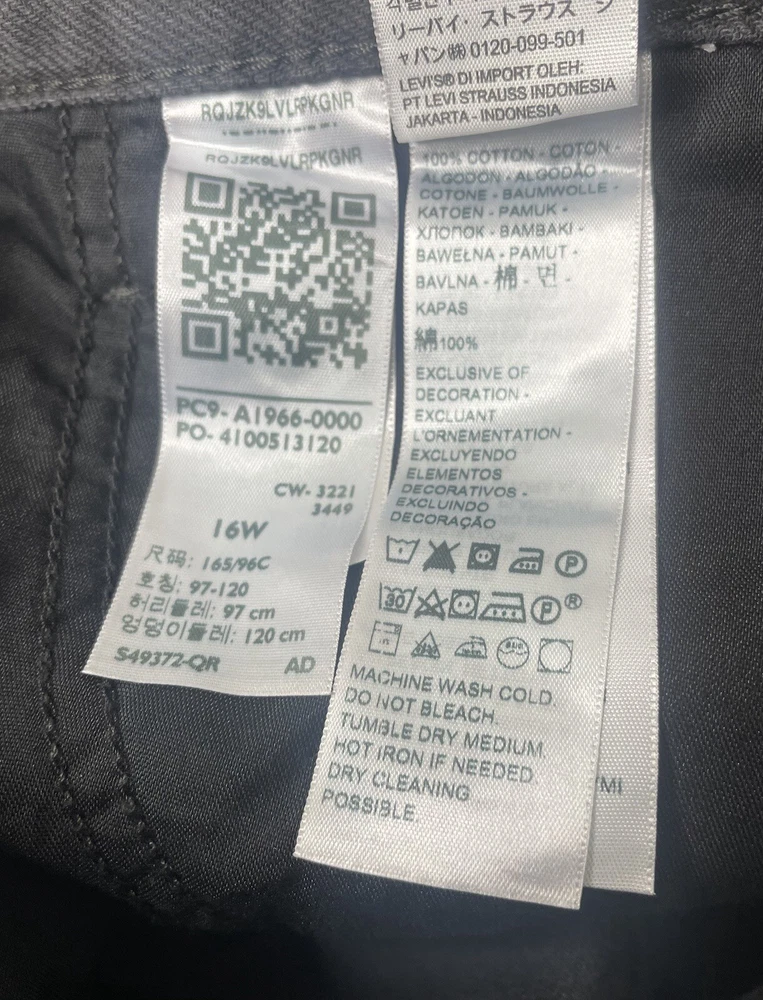 リーバイ・ストラウス ジ
ャパン㈱ 0120-099-501
LEVI'S® DI IMPORT OLEH:
PT LEVI STRAUSS INDONESIA
JAKARTA - INDONESIA
RQJZK9LVLRPKGNR
RQJZK9LVLRPKGNR
PC9- A1966-0000
PO- 4100513120
CW- 3221
3449
16W
尺码: 165/96C
호칭: 97-120
허리둘레: 97 cm
엉덩이둘레: 120 cm
S49372-QR AD
100% COTTON - COTON -
ALGODON - ALGODÃO -
COTONE - BAUMWOLLE -
KATOEN - PAMUK -
ХЛОПОК - BAMBAKI -
BAWEŁNA - PAMUT -
BAVLNA - 棉 - 면 -
KAPAS
綿100%
EXCLUSIVE OF
DECORATION -
EXCLUANT
L'ORNEMENTATION -
EXCLUYENDO
ELEMENTOS
DECORATIVOS -
EXCLUINDO
DECORAÇÃO
P
30 P ®
MACHINE WASH COLD.
DO NOT BLEACH.
TUMBLE DRY MEDIUM.
HOT IRON IF NEEDED.
DRY CLEANING
POSSIBLE.